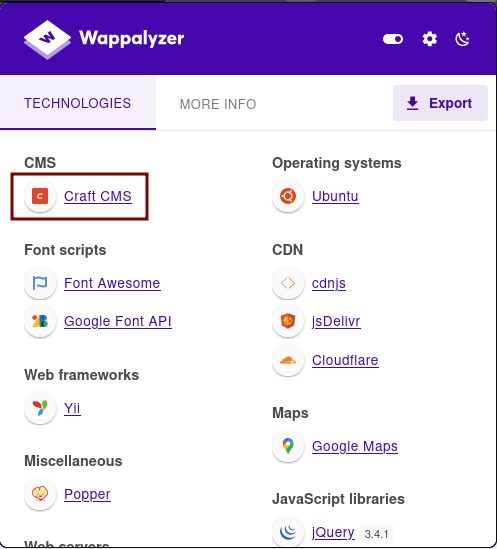 Wappalyzer
TECHNOLOGIES
MORE INFO
Export
CMS
Craft CMS
Font scripts
Font Awesome
Google Font API
Web frameworks
Yii
Miscellaneous
Popper
Web servers
Operating systems
Ubuntu
CDN
cdnjs
jsDelivr
Cloudflare
Maps
Google Maps
JavaScript libraries
jQuery 3.4.1